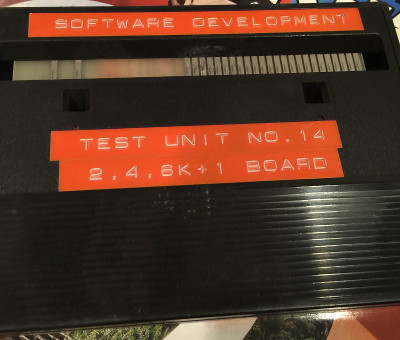 SOFTWARE DEVELOPMENT
TEST UNIT NO.14
2,4,6K+1 BOARD